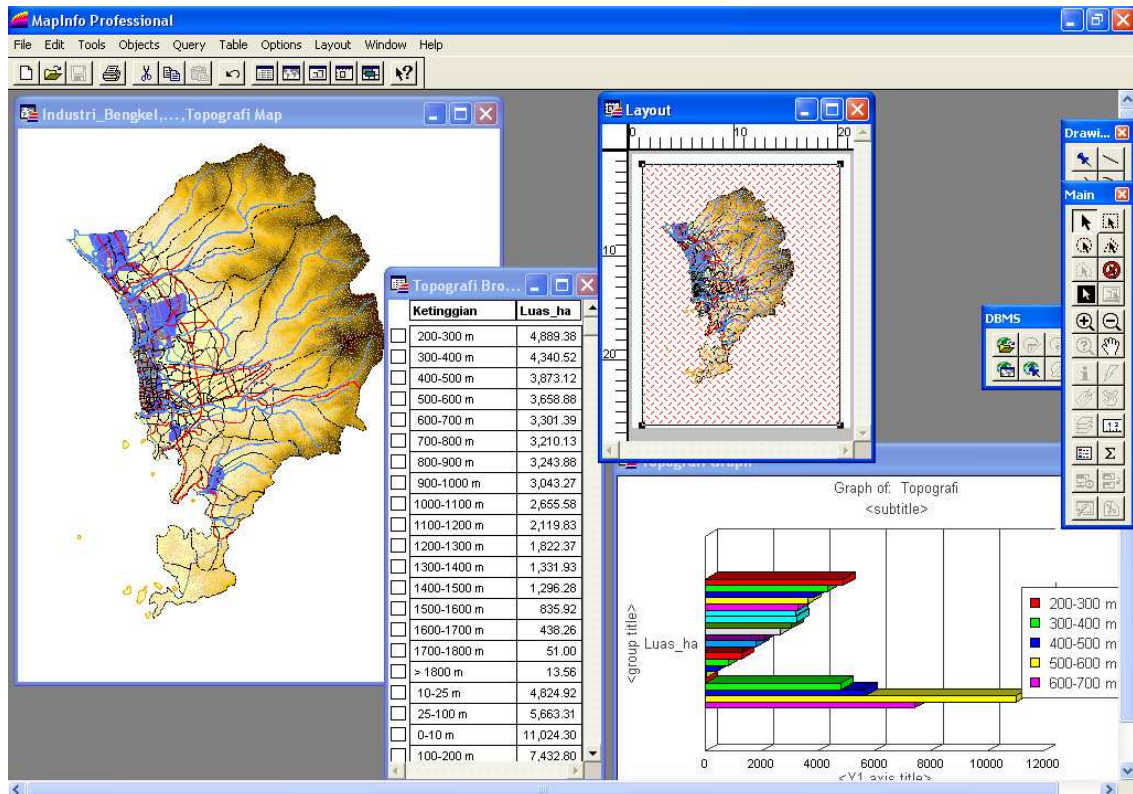 MapInfo Professional
File Edit Tools Objects Query Table Options Layout Window Help
Industri_Bengkel,...,Topografi Map
Layout
0 10 20
10
20
Drawi...
Main
DBMS
Topografi Bro...
Ketinggian Luas_ha
200-300 m 4,889.38
300-400 m 4,340.52
400-500 m 3,873.12
500-600 m 3,658.88
600-700 m 3,301.39
700-800 m 3,210.13
800-900 m 3,243.88
900-1000 m 3,043.27
1000-1100 m 2,655.58
1100-1200 m 2,119.83
1200-1300 m 1,822.37
1300-1400 m 1,331.93
1400-1500 m 1,296.28
1500-1600 m 835.92
1600-1700 m 438.26
1700-1800 m 51.00
> 1800 m 13.56
10-25 m 4,824.92
25-100 m 5,663.31
0-10 m 11,024.30
100-200 m 7,432.80
Topografi Graph
Graph of: Topografi
<subtitle>
<group title>
Luas_ha
200-300 m
300-400 m
400-500 m
500-600 m
600-700 m
0 2000 4000 6000 8000 10000 12000
<Y1 axis title>